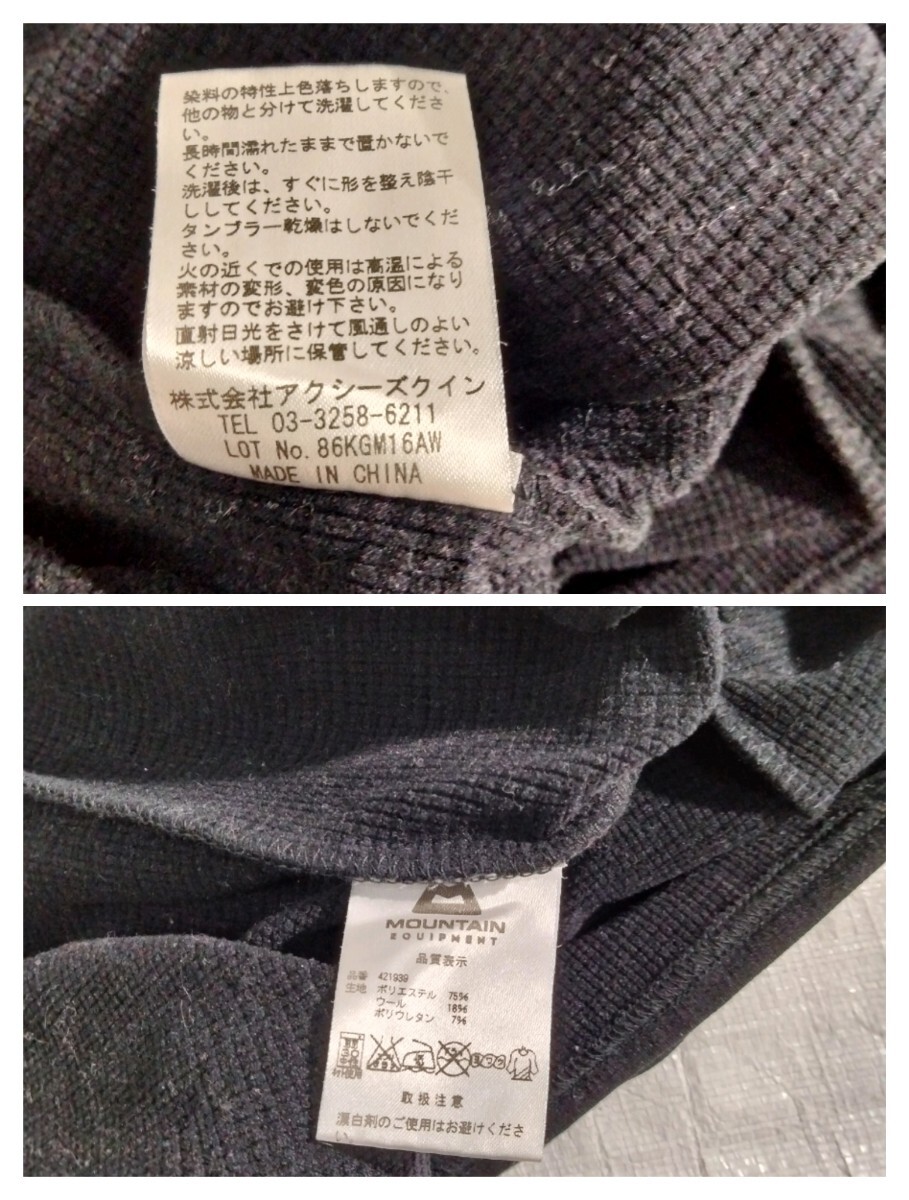 染料の特性上色落ちしますので、
他の物と分けて洗濯してくださ
い。
長時間濡れたままで置かないで
ください。
洗濯後は、すぐに形を整え陰干
ししてください。
タンブラー乾燥はしないでくだ
さい。
火の近くでの使用は高温による
素材の変形、変色の原因になり
ますのでお避け下さい。
直射日光をさけて風通しのよい
涼しい場所に保管してください。
株式会社アクシーズクイン
TEL 03-3258-6211
LOT No. 86KGM16AW
MADE IN CHINA
MOUNTAIN
EQUIPMENT
品質表示
品番 421939
生地 ポリエステル 75%
ウール 18%
ポリウレタン 7%
取扱注意
漂白剤のご使用はお避けくださ
い